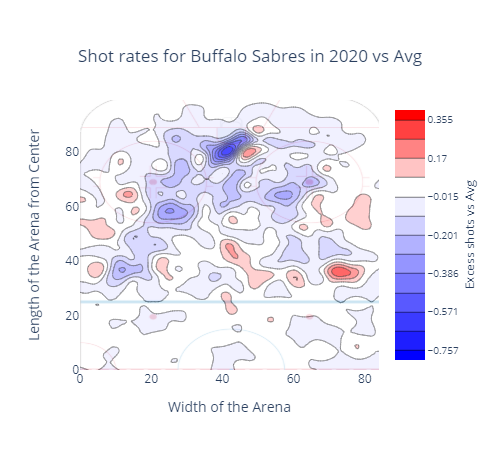 Shot rates for Buffalo Sabres in 2020 vs Avg
Length of the Arena from Center
80
60
40
20
0
0 20 40 60 80
Width of the Arena
0.355
0.17
−0.015
−0.201
−0.386
−0.571
−0.757
Excess shots vs Avg